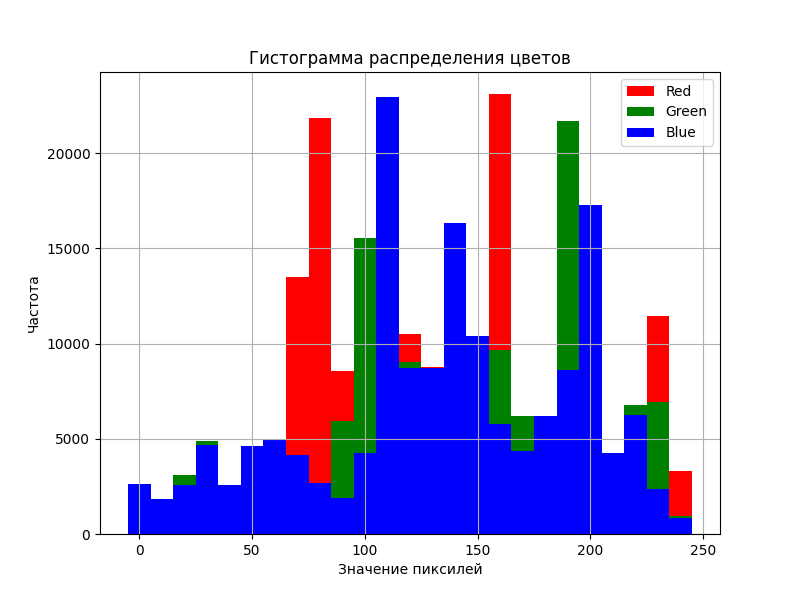 Гистограмма распределения цветов
Red
Green
Blue
Частота
20000
15000
10000
5000
0
0 50 100 150 200 250
Значение пиксилей